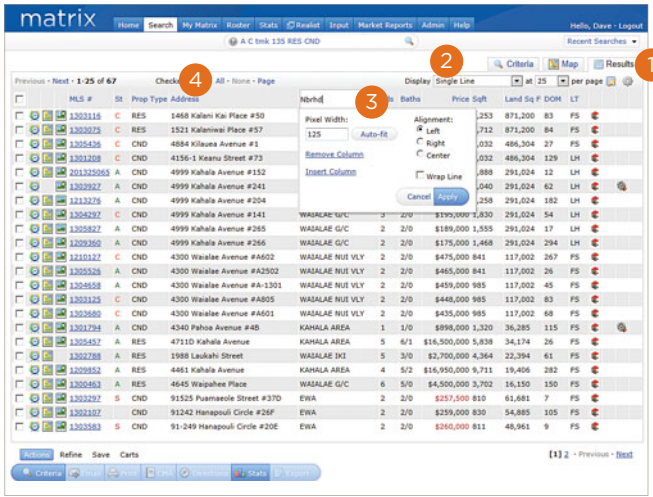 matrix
Home Search My Matrix Roster Stats Realist Input Market Reports Admin Help
Hello, Dave · Logout
A C tmk 135 RES CND
Recent Searches
2
Criteria Map Results
1
Previous · Next · 1-25 of 67 Checke 4 All · None · Page Display Single Line at 25 per page
MLS # St Prop Type Address Nbrhd ds Baths Price Sqft Land Sq F DOM LT
3
Pixel Width: Alignment:
125 Auto-fit Left
Right
Remove Column Center
Insert Column Wrap Line
Cancel Apply
1303116 C RES 1468 Kalani Kai Place #50 ,253 871,200 83 FS
1303075 C RES 1521 Kalaniwai Place #57 ,712 871,200 84 FS
1305436 C CND 4884 Kilauea Avenue #1 ,032 486,304 27 FS
1301208 C CND 4156-1 Keanu Street #73 ,032 486,304 129 LH
201325065 A CND 4999 Kahala Avenue #152 ,888 291,024 12 LH
1303927 A CND 4999 Kahala Avenue #241 ,040 291,024 62 LH
1213276 A CND 4999 Kahala Avenue #204 ,258 291,024 182 LH
1304297 C CND 4999 Kahala Avenue #141 WAIALAE G/C 3 2/0 $195,000 1,830 291,024 54 LH
1305827 A CND 4999 Kahala Avenue #265 WAIALAE G/C 2 2/0 $189,000 1,555 291,024 17 LH
1209360 A CND 4999 Kahala Avenue #266 WAIALAE G/C 2 2/0 $175,000 1,468 291,024 294 LH
1210127 C CND 4300 Waialae Avenue #A602 WAIALAE NUI VLY 2 2/0 $475,000 841 117,002 267 FS
1305526 A CND 4300 Waialae Avenue #A2502 WAIALAE NUI VLY 2 2/0 $465,000 841 117,002 26 FS
1304658 A CND 4300 Waialae Avenue #A-1301 WAIALAE NUI VLY 2 2/0 $459,000 985 117,002 45 FS
1303125 C CND 4300 Waialae Avenue #A805 WAIALAE NUI VLY 2 2/0 $448,000 985 117,002 83 FS
1303680 C CND 4300 Waialae Avenue #A601 WAIALAE NUI VLY 2 2/0 $435,000 985 117,002 68 FS
1301794 A CND 4340 Pahoa Avenue #4B KAHALA AREA 1 1/0 $898,000 1,320 36,285 115 FS
1305457 A RES 4711D Kahala Avenue KAHALA AREA 5 6/1 $16,500,000 5,838 34,174 26 FS
1302788 A RES 1988 Laukahi Street WAIALAE IKI 5 3/0 $2,700,000 4,364 22,394 61 FS
1209852 A RES 4461 Kahala Avenue KAHALA AREA 4 5/2 $16,950,000 9,711 19,406 282 FS
1300463 A RES 4645 Waipahee Place WAIALAE G/C 6 5/0 $4,500,000 3,702 16,150 150 FS
1303297 S CND 91525 Puamaeole Street #37D EWA 2 2/0 $257,500 810 61,681 7 FS
1302107 CND 91242 Hanapouli Circle #26F EWA 2 2/0 $259,000 830 54,885 105 FS
1303583 S CND 91-249 Hanapouli Circle #20E EWA 2 2/0 $260,000 811 48,961 9 FS
Actions Refine Save Carts [1] 2 · Previous · Next
Criteria Email Print CMA Directions Stats Export